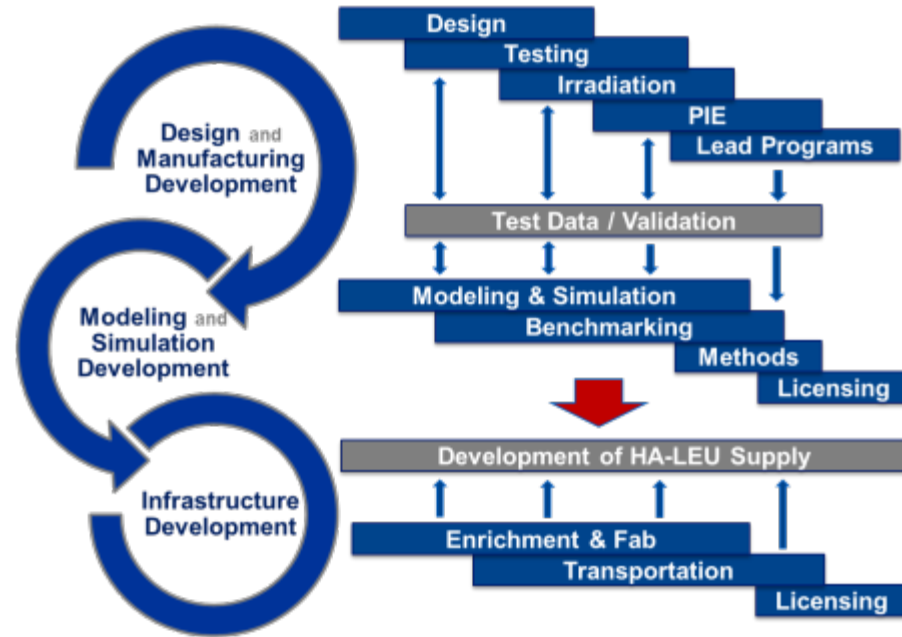 Design and
Manufacturing
Development
Modeling and
Simulation
Development
Infrastructure
Development
Design
Testing
Irradiation
PIE
Lead Programs
Test Data / Validation
Modeling & Simulation
Benchmarking
Methods
Licensing
Development of HA-LEU Supply
Enrichment & Fab
Transportation
Licensing